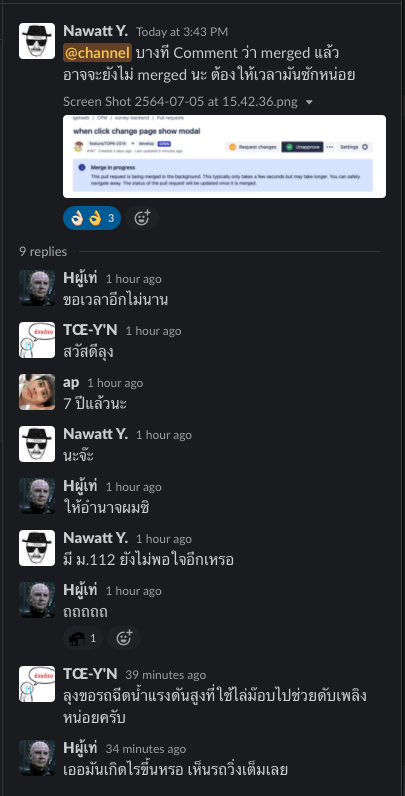 Nawatt Y. Today at 3:43 PM
@channel บางที Comment ว่า merged แล้ว
อาจจะยังไม่ merged นะ ต้องให้เวลามันซักหน่อย
Screen Shot 2564-07-05 at 15.42.36.png
/ CPM / survey-backend / Pull requests
when click change page show modal
develop OPEN
Request changes Unapprove Settings
Merge in progress
This pull request is being merged in the background. This typically only takes a few seconds but may take longer. You can safely
navigate away. The status of the pull request will be updated once it is merged.
3
9 replies
Hผู้เท่ 1 hour ago
ขอเวลาอีกไม่นาน
TŒ-Y'N 1 hour ago
สวัสดีลุง
ap 1 hour ago
7 ปีแล้วนะ
Nawatt Y. 1 hour ago
นะจ๊ะ
Hผู้เท่ 1 hour ago
ให้อำนาจผมซิ
Nawatt Y. 1 hour ago
มี ม.112 ยังไม่พอใจอีกเหรอ
Hผู้เท่ 1 hour ago
ถถถถถ
1
TŒ-Y'N 39 minutes ago
ลุงขอรถฉีดน้ำแรงดันสูงที่ใช้ไล่ม๊อบไปช่วยดับเพลิง
หน่อยครับ
Hผู้เท่ 34 minutes ago
เออมันเกิดไรขึ้นหรอ เห็นรถวิ่งเต็มเลย